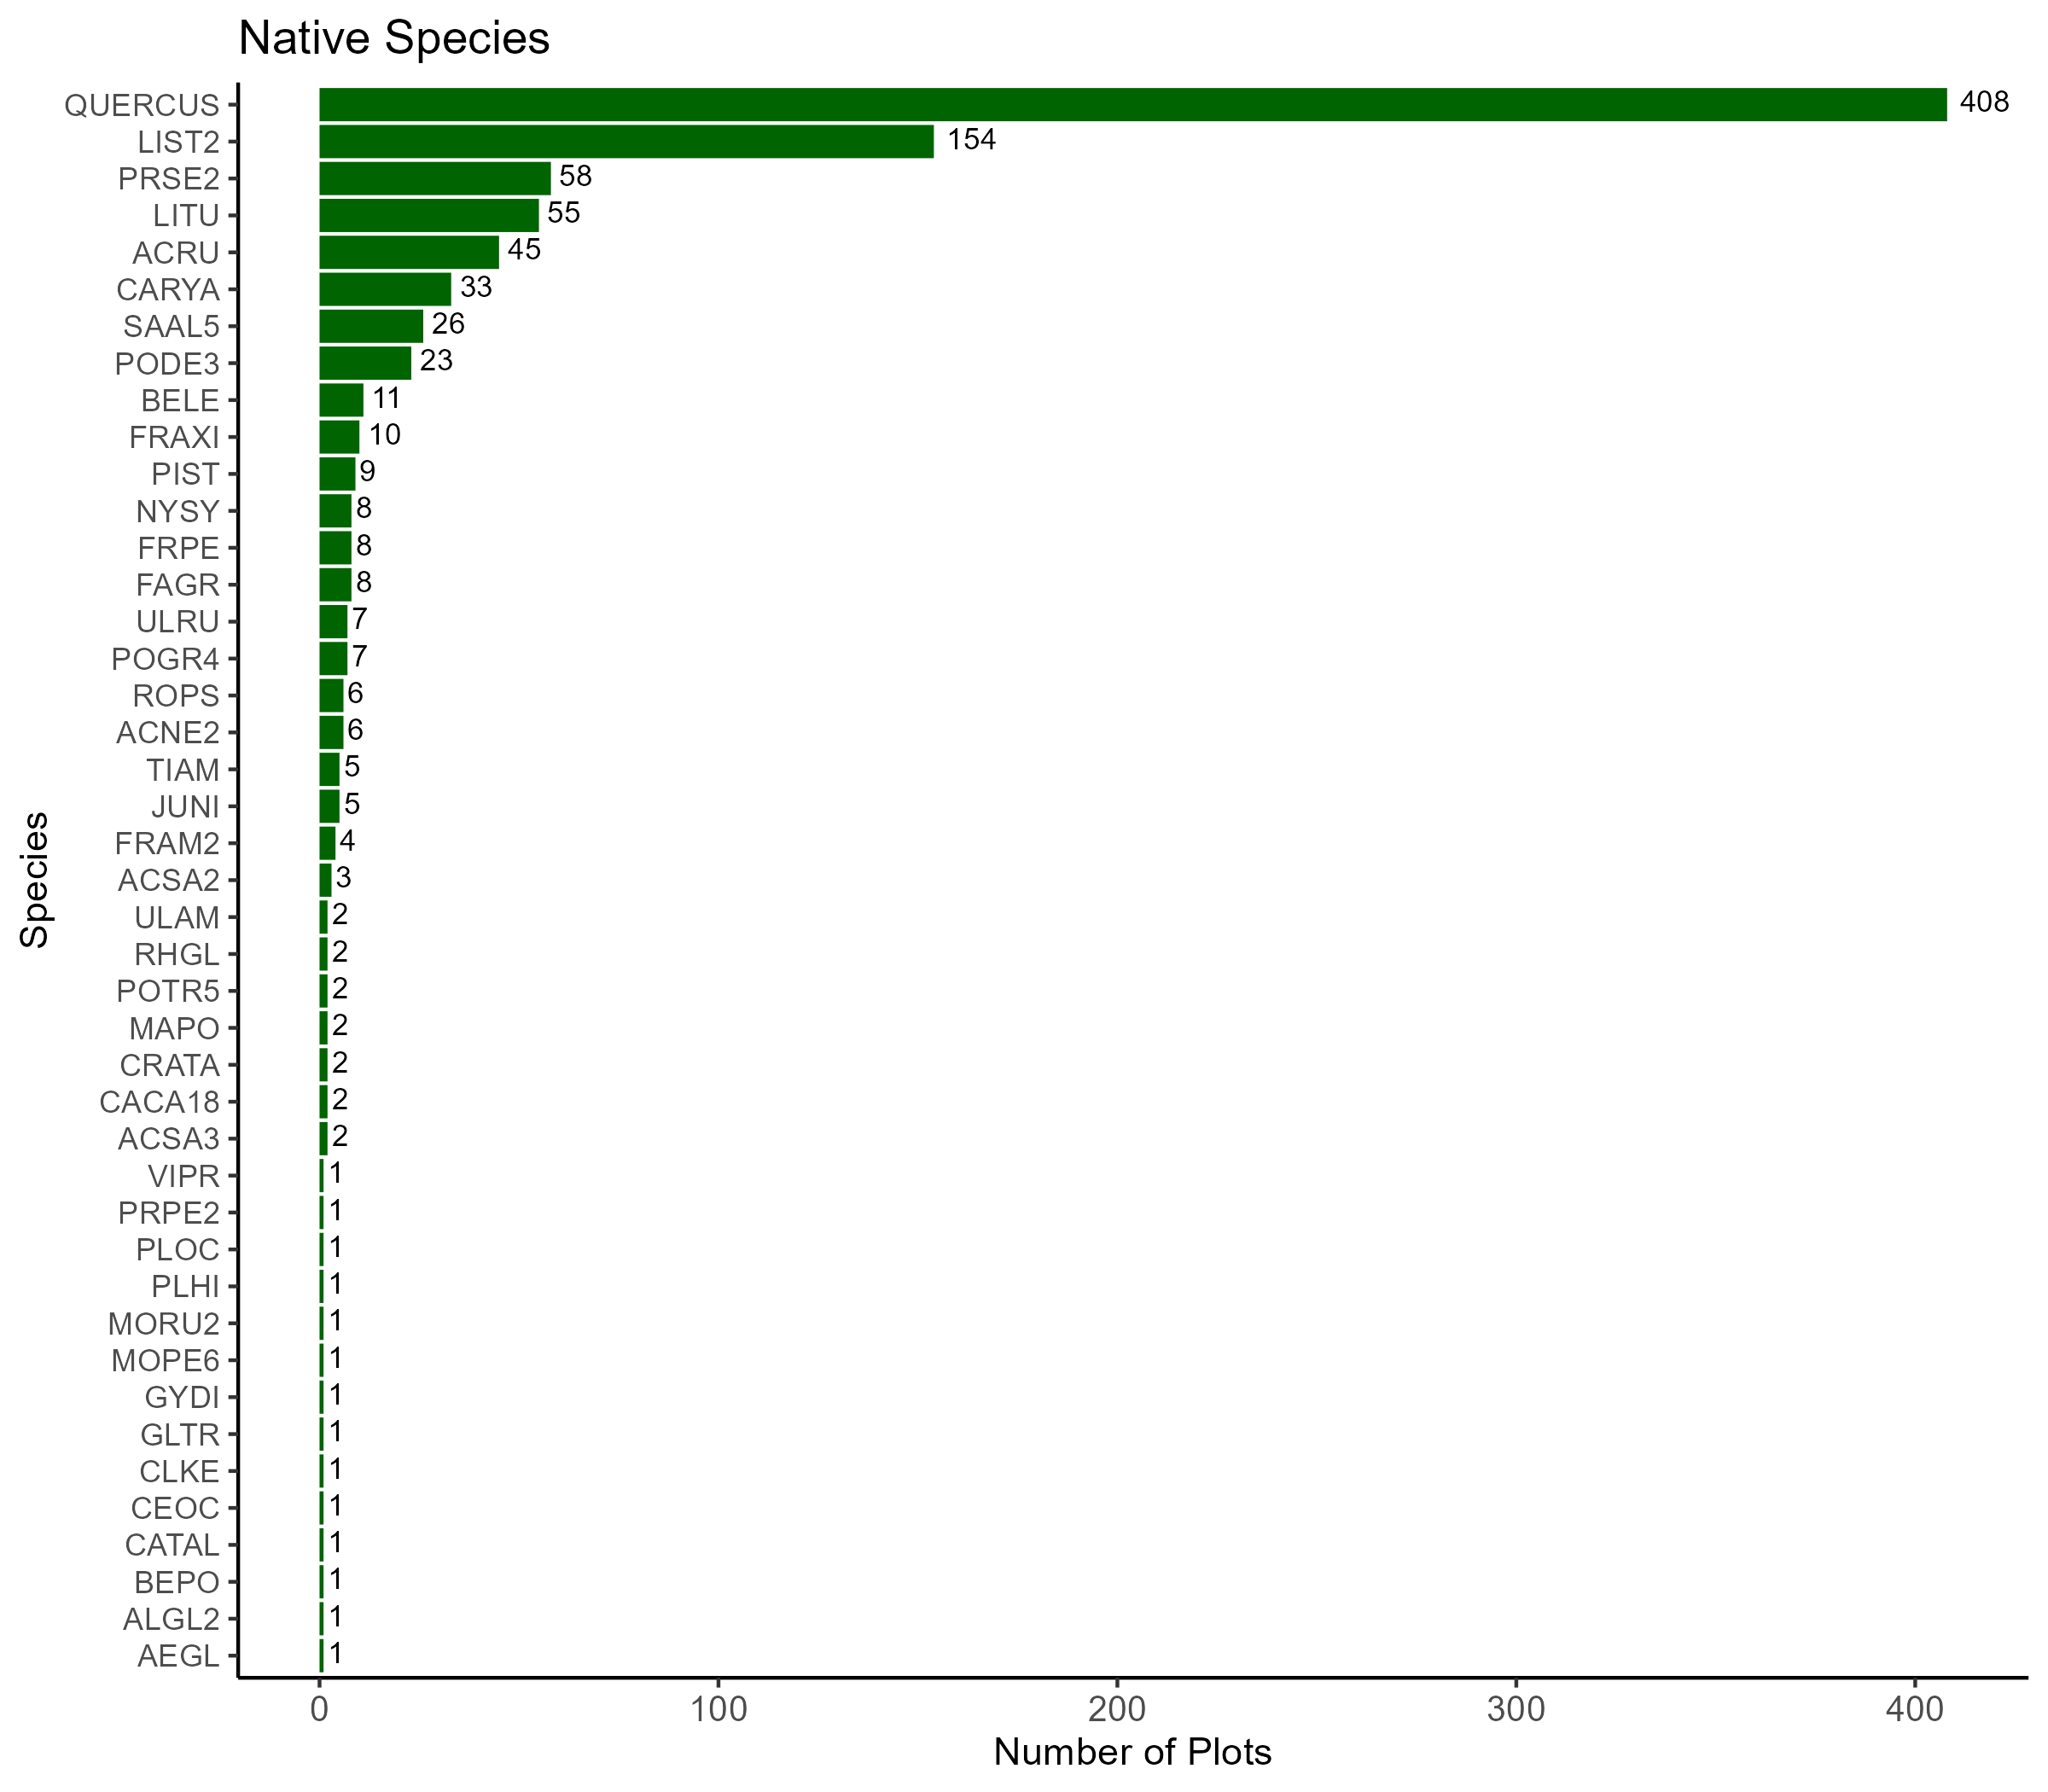 Native Species
QUERCUS 408
LIST2 154
PRSE2 58
LITU 55
ACRU 45
CARYA 33
SAAL5 26
PODE3 23
BELE 11
FRAXI 10
PIST 9
NYSY 8
FRPE 8
FAGR 8
ULRU 7
POGR4 7
ROPS 6
ACNE2 6
TIAM 5
JUNI 5
FRAM2 4
ACSA2 3
ULAM 2
RHGL 2
POTR5 2
MAPO 2
CRATA 2
CACA18 2
ACSA3 2
VIPR 1
PRPE2 1
PLOC 1
PLHI 1
MORU2 1
MOPE6 1
GYDI 1
GLTR 1
CLKE 1
CEOC 1
CATAL 1
BEPO 1
ALGL2 1
AEGL 1
Species
0 100 200 300 400
Number of Plots